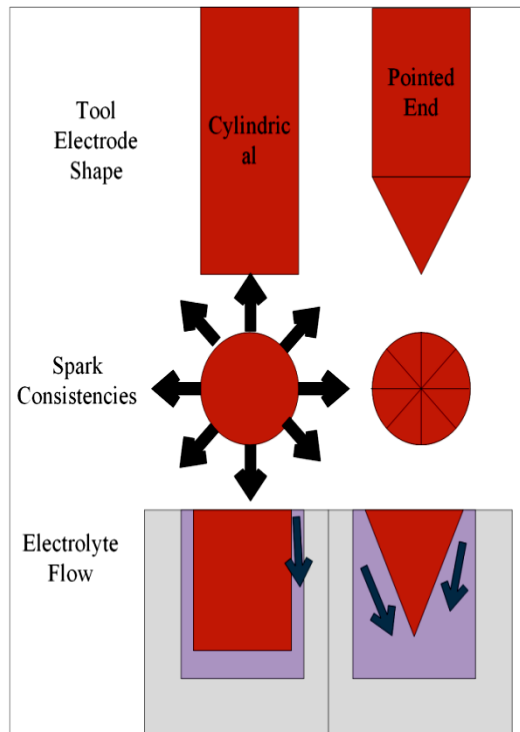 Tool
Electrode
Shape
Cylindric
al
Pointed
End
Spark
Consistencies
Electrolyte
Flow